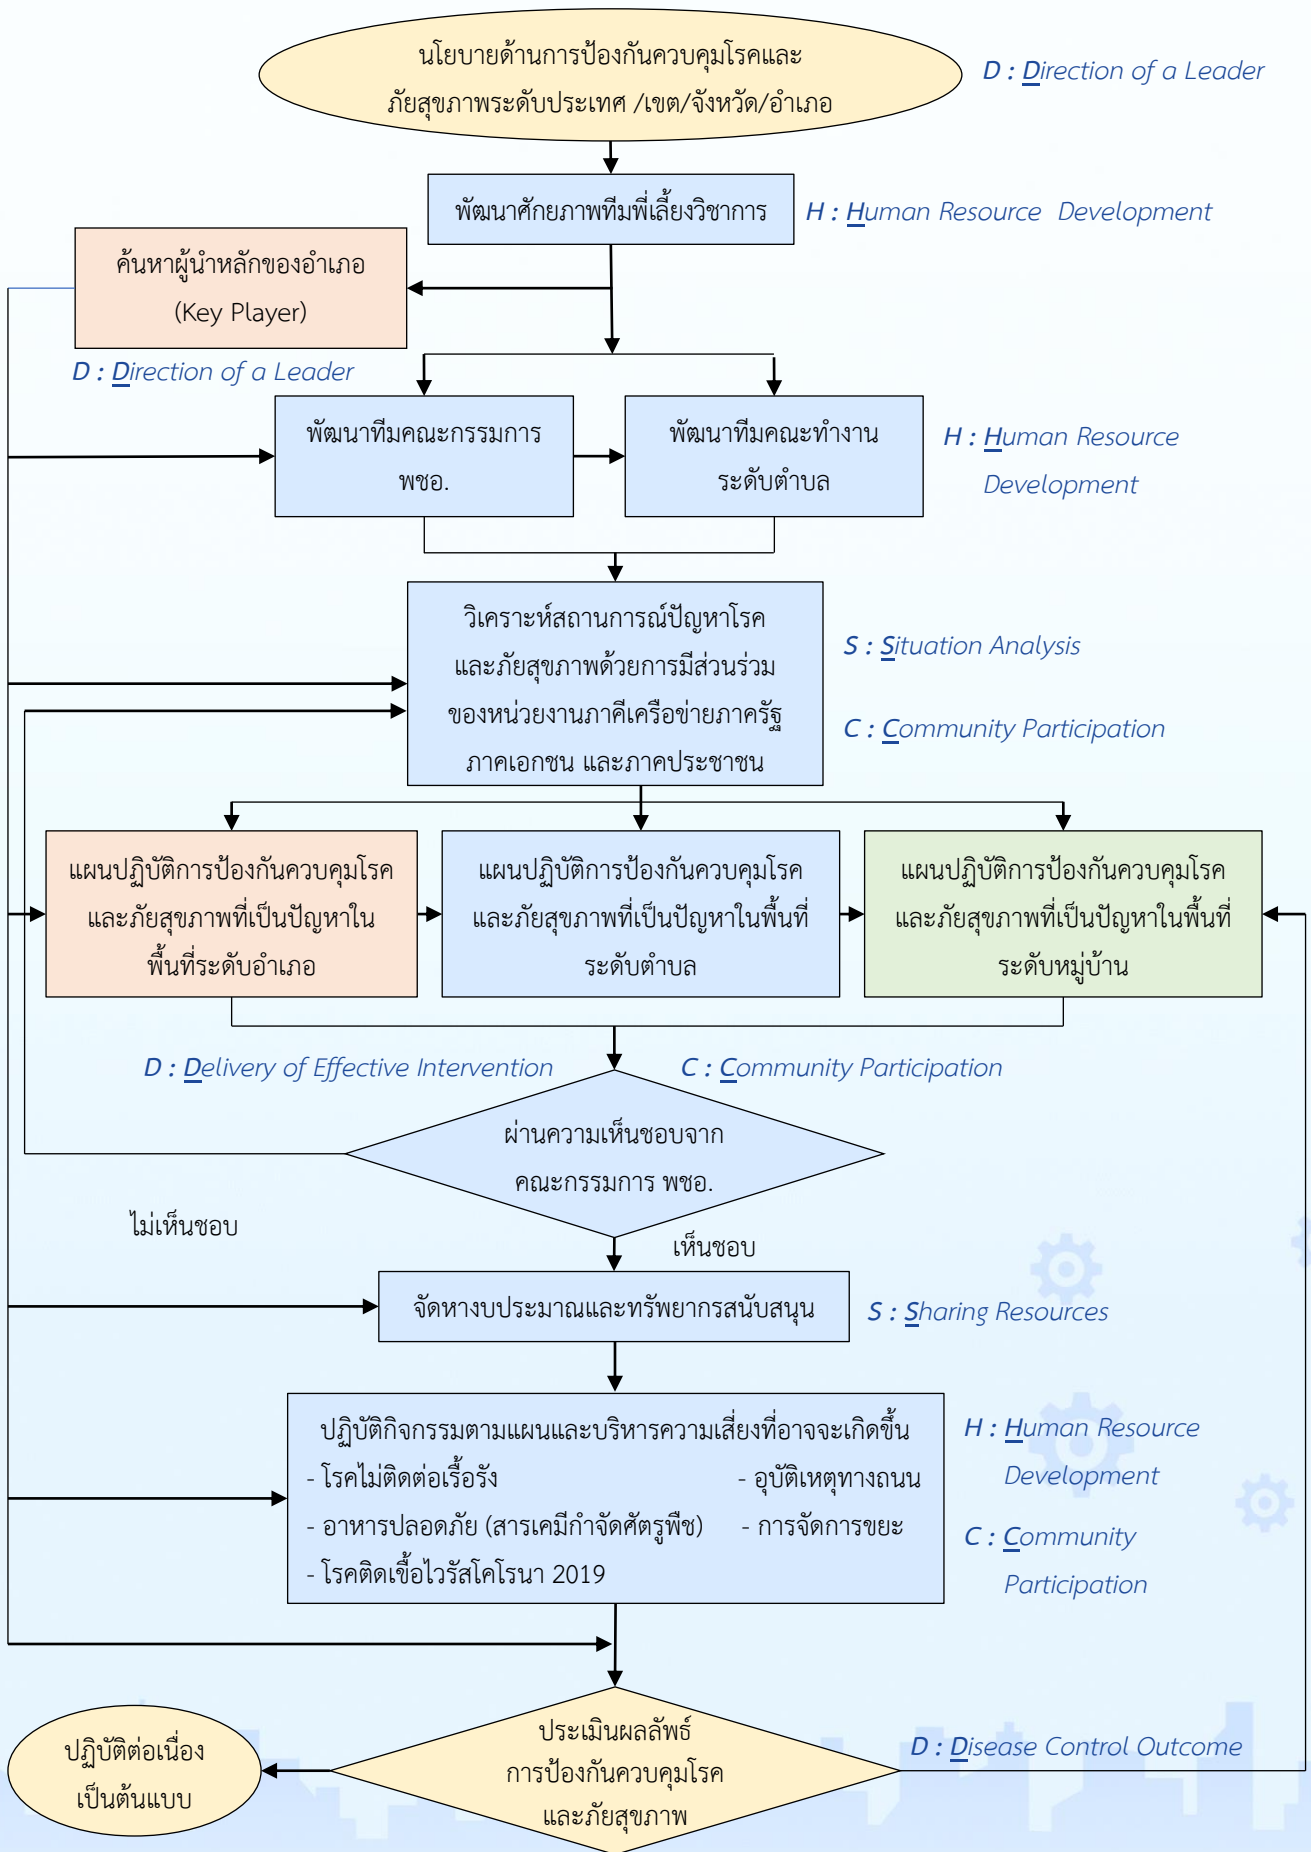 นโยบายด้านการป้องกันควบคุมโรคและ
ภัยสุขภาพระดับประเทศ /เขต/จังหวัด/อำเภอ
D : Direction of a Leader
พัฒนาศักยภาพทีมพี่เลี้ยงวิชาการ
H : Human Resource Development
ค้นหาผู้นำหลักของอำเภอ
(Key Player)
D : Direction of a Leader
พัฒนาทีมคณะกรรมการ
พชอ.
พัฒนาทีมคณะทำงาน
ระดับตำบล
H : Human Resource
Development
วิเคราะห์สถานการณ์ปัญหาโรค
และภัยสุขภาพด้วยการมีส่วนร่วม
ของหน่วยงานภาคีเครือข่ายภาครัฐ
ภาคเอกชน และภาคประชาชน
S : Situation Analysis
C : Community Participation
แผนปฏิบัติการป้องกันควบคุมโรค
และภัยสุขภาพที่เป็นปัญหาใน
พื้นที่ระดับอำเภอ
แผนปฏิบัติการป้องกันควบคุมโรค
และภัยสุขภาพที่เป็นปัญหาในพื้นที่
ระดับตำบล
แผนปฏิบัติการป้องกันควบคุมโรค
และภัยสุขภาพที่เป็นปัญหาในพื้นที่
ระดับหมู่บ้าน
D : Delivery of Effective Intervention
C : Community Participation
ผ่านความเห็นชอบจาก
คณะกรรมการ พชอ.
ไม่เห็นชอบ
เห็นชอบ
จัดหางบประมาณและทรัพยากรสนับสนุน
S : Sharing Resources
ปฏิบัติกิจกรรมตามแผนและบริหารความเสี่ยงที่อาจจะเกิดขึ้น
- โรคไม่ติดต่อเรื้อรัง - อุบัติเหตุทางถนน
- อาหารปลอดภัย (สารเคมีกำจัดศัตรูพืช) - การจัดการขยะ
- โรคติดเชื้อไวรัสโคโรนา 2019
H : Human Resource
Development
C : Community
Participation
ประเมินผลลัพธ์
การป้องกันควบคุมโรค
และภัยสุขภาพ
D : Disease Control Outcome
ปฏิบัติต่อเนื่อง
เป็นต้นแบบ